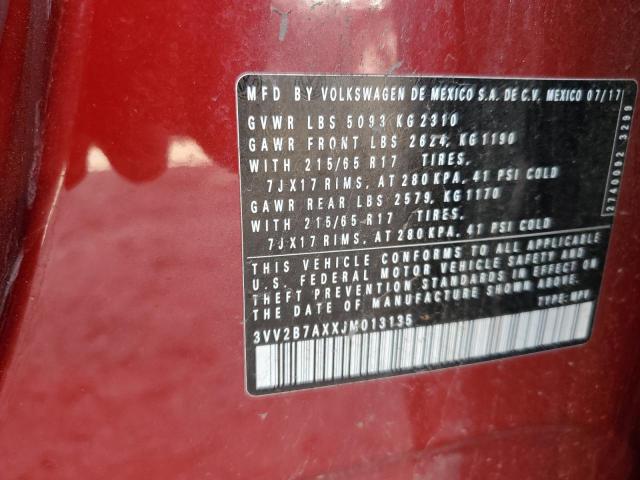 MFD BY VOLKSWAGEN DE MEXICO S.A. DE C.V. MEXICO 07/17
GVWR LBS 5093 KG 2310
GAWR FRONT LBS 2624, KG 1190
WITH 215/65 R17 TIRES,
7JX17 RIMS, AT 280 KPA, 41 PSI COLD
GAWR REAR LBS 2579, KG 1170
WITH 215/65 R17 TIRES,
7JX17 RIMS, AT 280 KPA, 41 PSI COLD
THIS VEHICLE CONFORMS TO ALL APPLICABLE
U.S. FEDERAL MOTOR VEHICLE SAFETY AND
THEFT PREVENTION STANDARDS IN EFFECT ON
THE DATE OF MANUFACTURE SHOWN ABOVE.
3VV2B7AXXJM013135 TYPE: MPV
2740092 3299